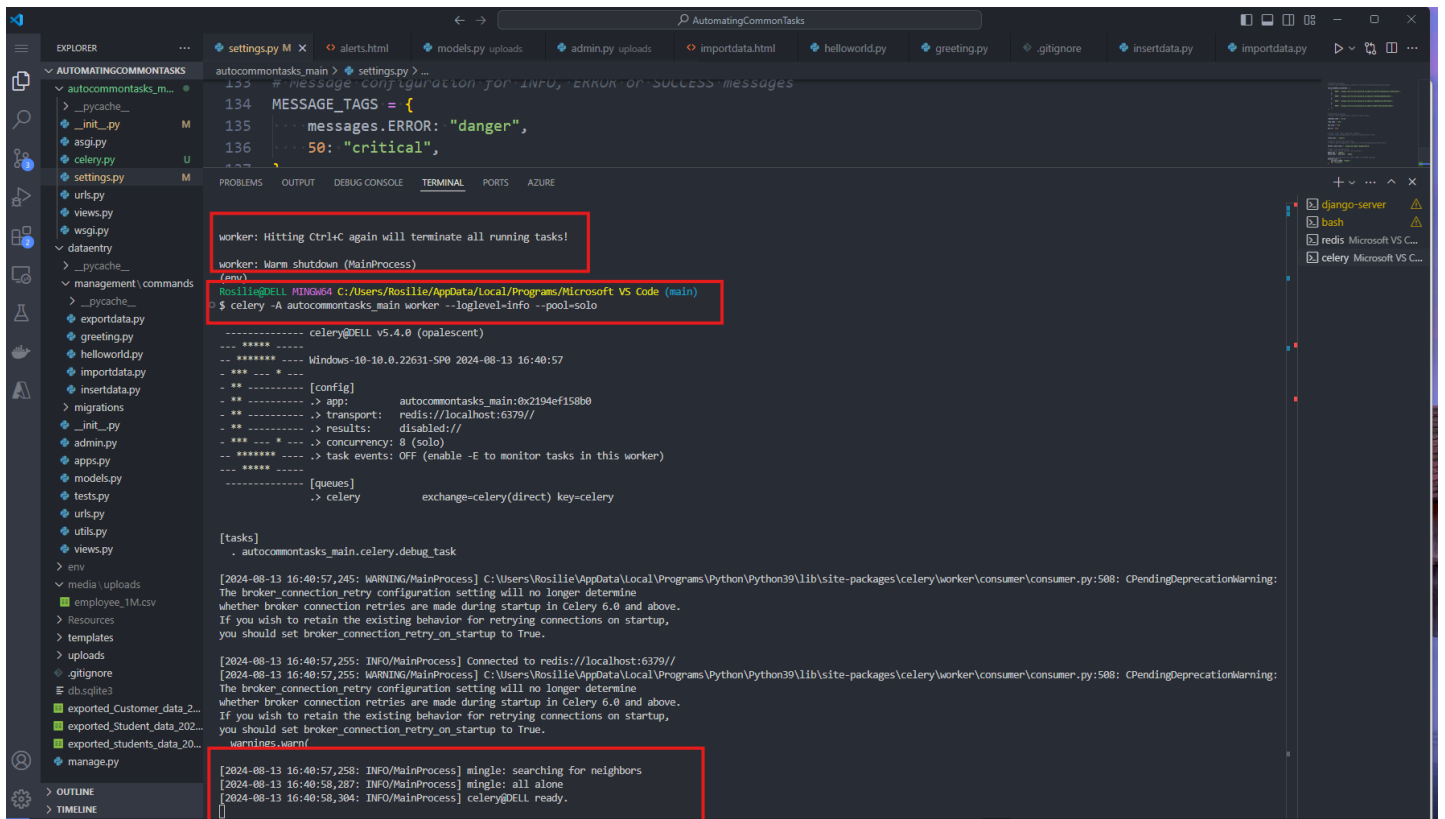 AutomatingCommonTasks
EXPLORER
settings.py M
alerts.html
models.py uploads
admin.py uploads
importdata.html
helloworld.py
greeting.py
.gitignore
insertdata.py
importdata.py
AUTOMATINGCOMMONTASKS
autocommontasks_m...
__pycache__
__init__.py M
asgi.py
celery.py U
settings.py M
urls.py
views.py
wsgi.py
dataentry
__pycache__
management\commands
__pycache__
exportdata.py
greeting.py
helloworld.py
importdata.py
insertdata.py
migrations
__init__.py
admin.py
apps.py
models.py
tests.py
urls.py
utils.py
views.py
env
media\uploads
employee_1M.csv
Resources
templates
uploads
.gitignore
db.sqlite3
exported_Customer_data_2...
exported_Student_data_202...
exported_students_data_20...
manage.py
OUTLINE
TIMELINE
3
2
autocommontasks_main > settings.py > ...
133 # Message configuration for INFO, ERROR or SUCCESS messages
134 MESSAGE_TAGS = {
135 messages.ERROR: "danger",
136 50: "critical",
137 }
PROBLEMS OUTPUT DEBUG CONSOLE TERMINAL PORTS AZURE
worker: Hitting Ctrl+C again will terminate all running tasks!
worker: Warm shutdown (MainProcess)
(env)
Rosilie@DELL MINGW64 C:/Users/Rosilie/AppData/Local/Programs/Microsoft VS Code (main)
$ celery -A autocommontasks_main worker --loglevel=info --pool=solo
-------------- celery@DELL v5.4.0 (opalescent)
--- ***** -----
-- ******* ---- Windows-10-10.0.22631-SP0 2024-08-13 16:40:57
- *** --- * ---
- ** ---------- [config]
- ** ---------- .> app: autocommontasks_main:0x2194ef158b0
- ** ---------- .> transport: redis://localhost:6379//
- ** ---------- .> results: disabled://
- *** --- * --- .> concurrency: 8 (solo)
-- ******* ---- .> task events: OFF (enable -E to monitor tasks in this worker)
--- ***** -----
-------------- [queues]
.> celery exchange=celery(direct) key=celery
[tasks]
. autocommontasks_main.celery.debug_task
[2024-08-13 16:40:57,245: WARNING/MainProcess] C:\Users\Rosilie\AppData\Local\Programs\Python\Python39\lib\site-packages\celery\worker\consumer\consumer.py:508: CPendingDeprecationWarning:
The broker_connection_retry configuration setting will no longer determine
whether broker connection retries are made during startup in Celery 6.0 and above.
If you wish to retain the existing behavior for retrying connections on startup,
you should set broker_connection_retry_on_startup to True.
[2024-08-13 16:40:57,255: INFO/MainProcess] Connected to redis://localhost:6379//
[2024-08-13 16:40:57,255: WARNING/MainProcess] C:\Users\Rosilie\AppData\Local\Programs\Python\Python39\lib\site-packages\celery\worker\consumer\consumer.py:508: CPendingDeprecationWarning:
The broker_connection_retry configuration setting will no longer determine
whether broker connection retries are made during startup in Celery 6.0 and above.
If you wish to retain the existing behavior for retrying connections on startup,
you should set broker_connection_retry_on_startup to True.
warnings.warn(
[2024-08-13 16:40:57,258: INFO/MainProcess] mingle: searching for neighbors
[2024-08-13 16:40:58,287: INFO/MainProcess] mingle: all alone
[2024-08-13 16:40:58,304: INFO/MainProcess] celery@DELL ready.
django-server
bash
redis Microsoft VS C...
celery Microsoft VS C...